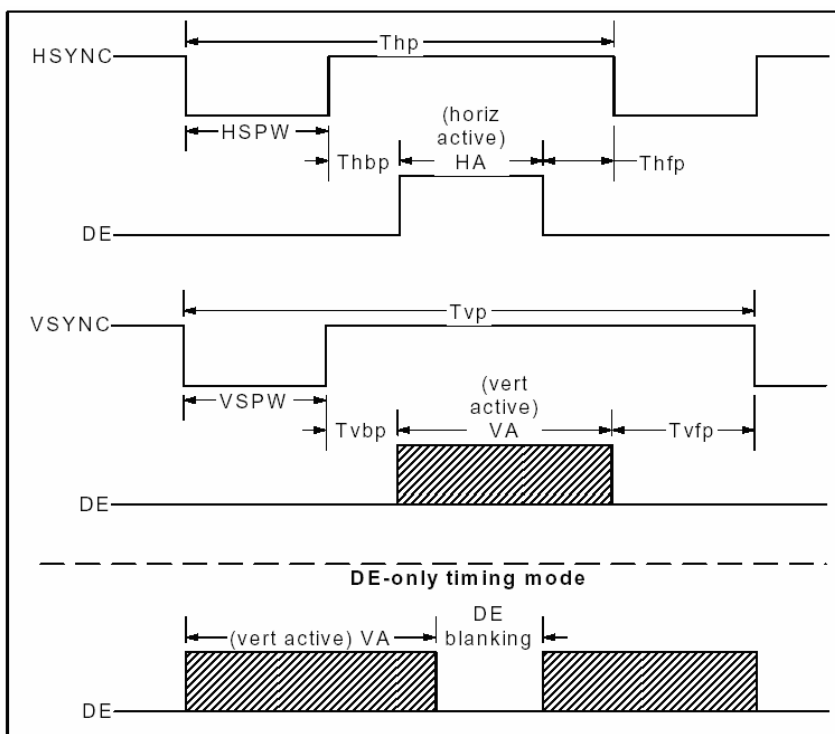 Thp
HSYNC
(horiz
active)
HSPW
Thbp HA Thfp
DE
Tvp
VSYNC
(vert
active)
VSPW
Tvbp VA Tvfp
DE
DE-only timing mode
DE
(vert active) VA blanking
DE